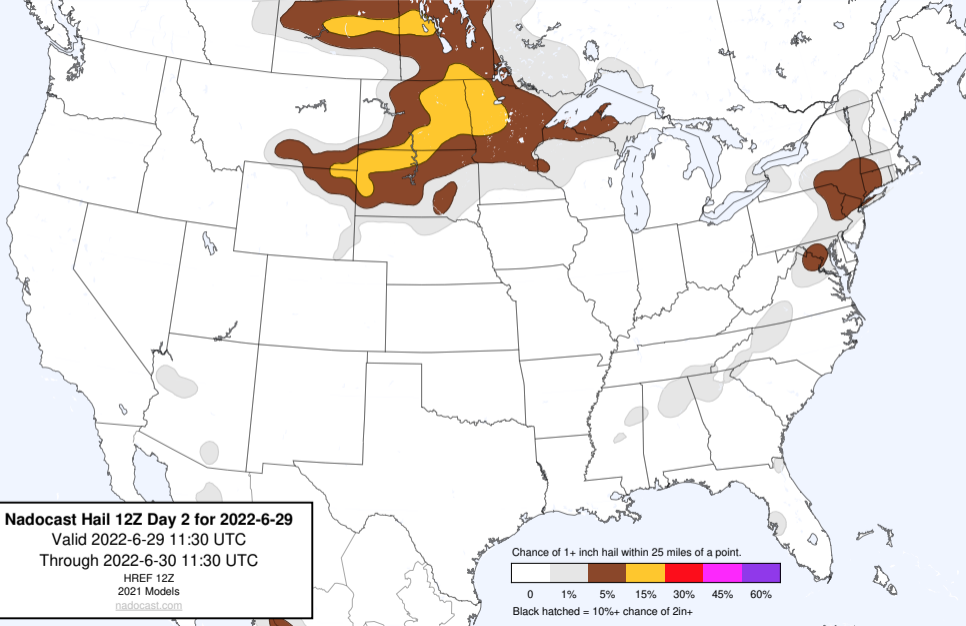 Nadocast Hail 12Z Day 2 for 2022-6-29
Valid 2022-6-29 11:30 UTC
Through 2022-6-30 11:30 UTC
HREF 12Z
2021 Models
nadocast.com
Chance of 1+ inch hail within 25 miles of a point.
0 1% 5% 15% 30% 45% 60%
Black hatched = 10%+ chance of 2in+